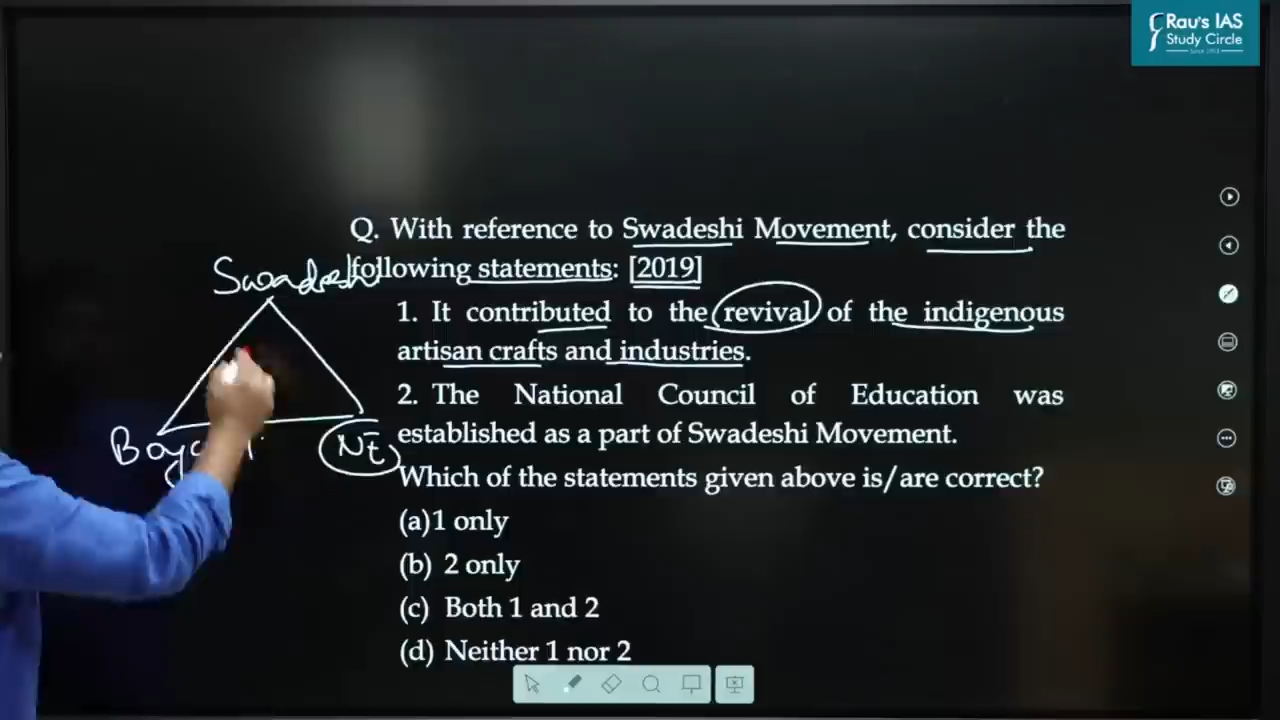 Rau's IAS
Study Circle
Q. With reference to Swadeshi Movement, consider the
following statements: [2019]
1. It contributed to the revival of the indigenous
artisan crafts and industries.
2. The National Council of Education was
established as a part of Swadeshi Movement.
Which of the statements given above is/are correct?
(a)1 only
(b) 2 only
(c) Both 1 and 2
(d) Neither 1 nor 2
Swadeshi
NE